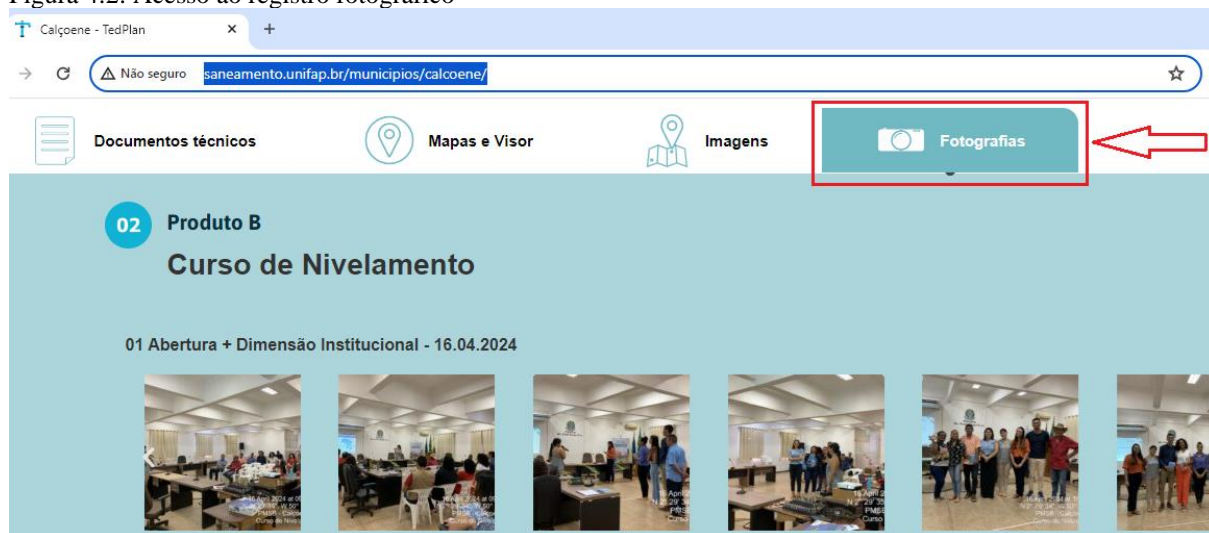 Figura 4.2: Acesso ao registro fotográfico
Calçoene - TedPlan
Não seguro saneamento.unifap.br/municipios/calcoene/
Documentos técnicos Mapas e Visor Imagens Fotografias
02 Produto B
Curso de Nivelamento
01 Abertura + Dimensão Institucional - 16.04.2024